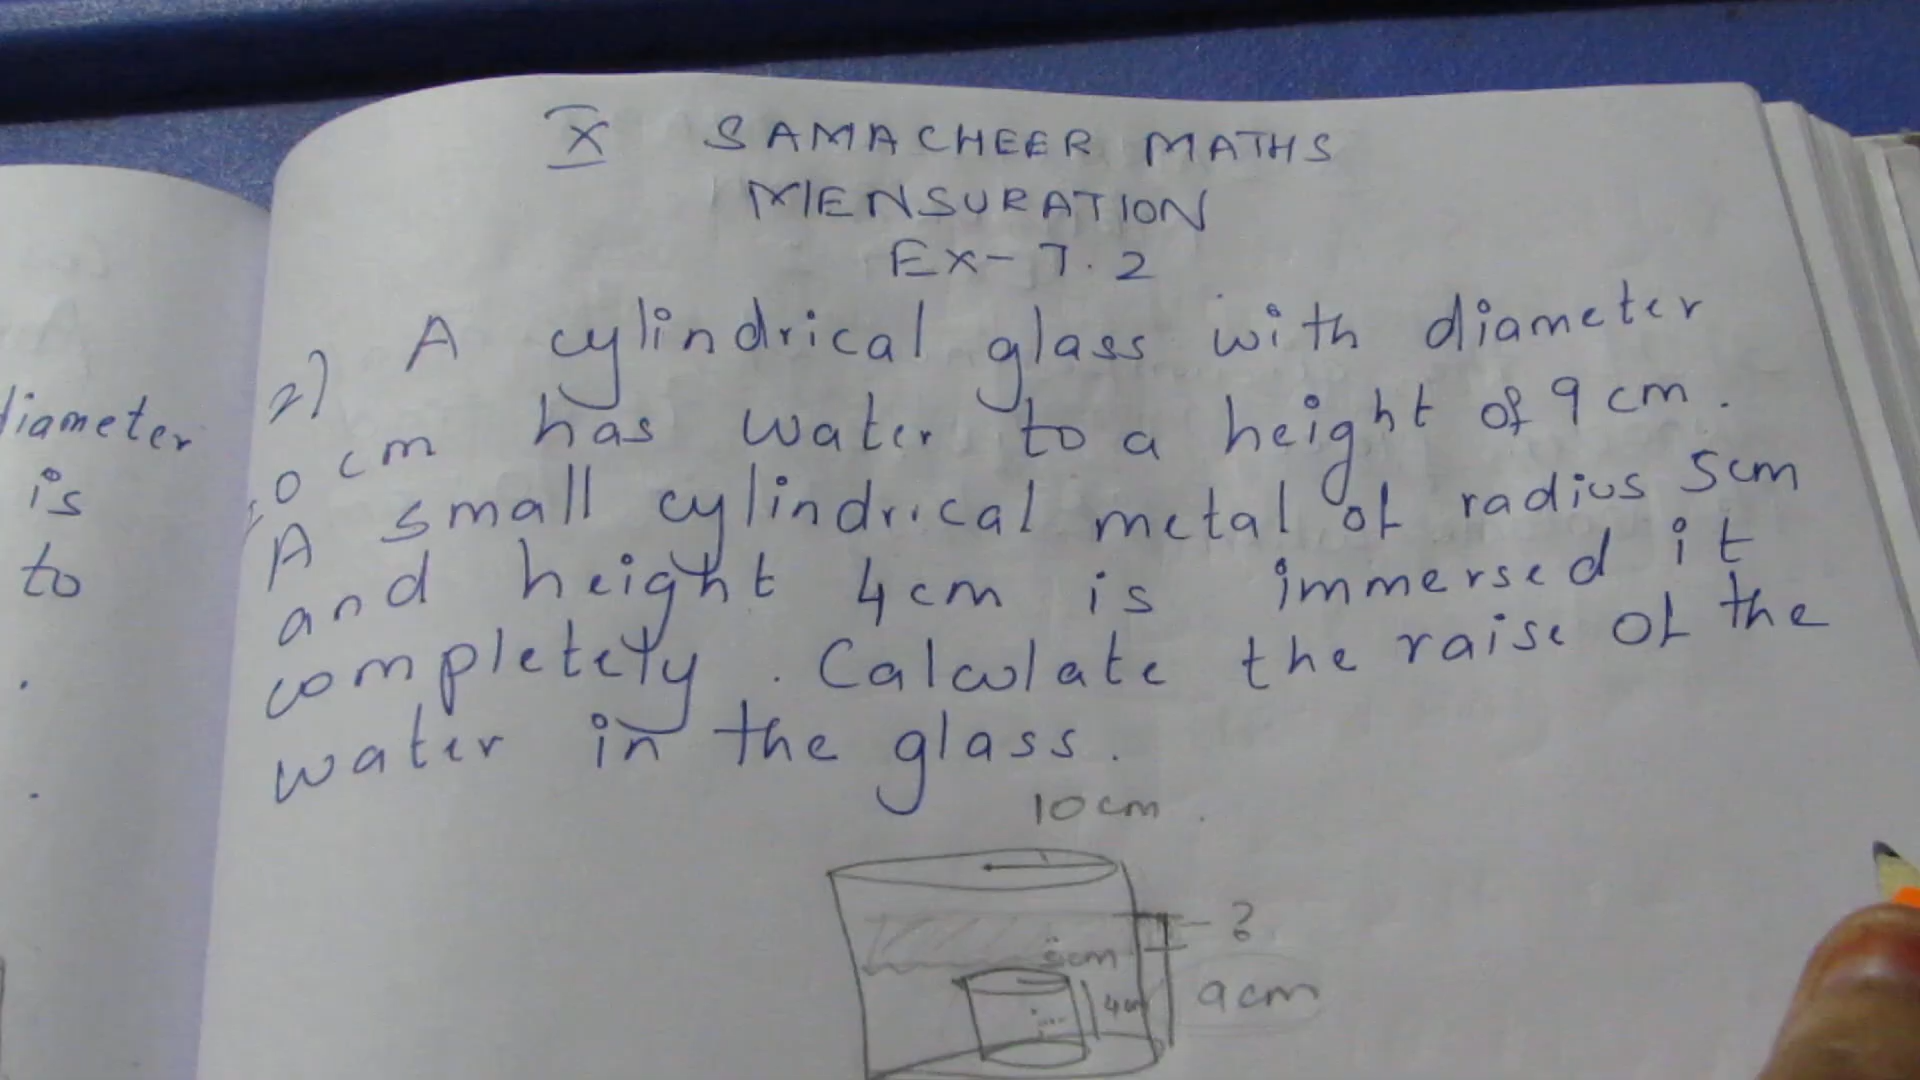 diameter
is
to
X SAMACHEER MATHS
MENSURATION
EX-7.2
2) A cylindrical glass with diameter
20 cm has water to a height of 9 cm.
A small cylindrical metal of radius 5cm
and height 4cm is immersed it
completely. Calculate the raise of the
water in the glass.
10cm
?
5cm
4cm
9cm